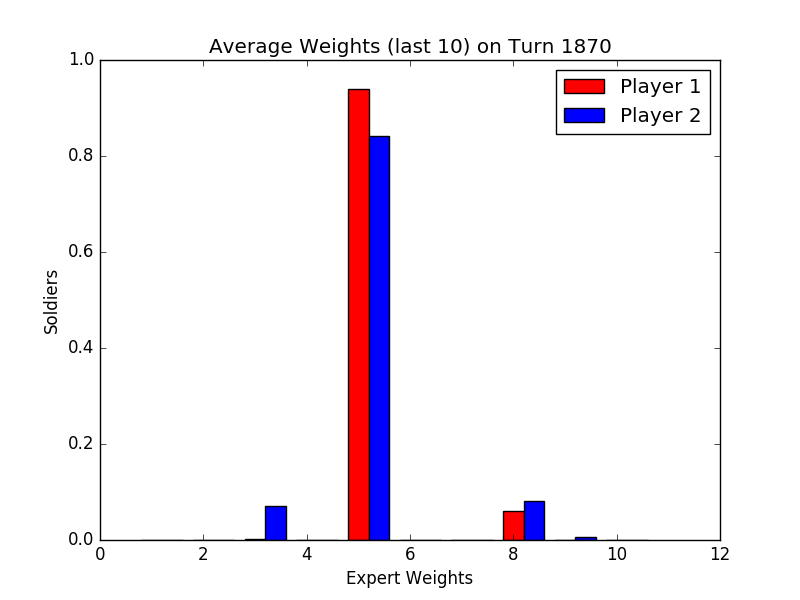 Average Weights (last 10) on Turn 1870
Player 1
Player 2
1.0
0.8
0.6
0.4
0.2
0.0
Soldiers
0 2 4 6 8 10 12
Expert Weights